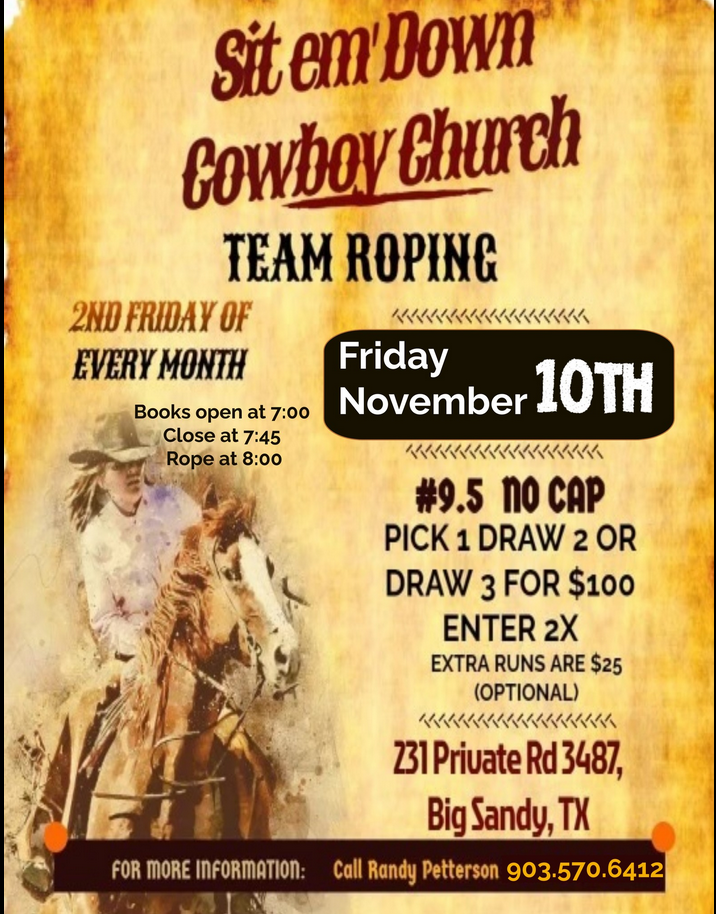 Sit em' Down
Cowboy Church
TEAM ROPING
2ND FRIDAY OF
EVERY MONTH
Books open at 7:00
Close at 7:45
Rope at 8:00
Friday
November 10TH
#9.5 NO CAP
PICK 1 DRAW 2 OR
DRAW 3 FOR $100
ENTER 2X
EXTRA RUNS ARE $25
(OPTIONAL)
231 Private Rd 3487,
Big Sandy, TX
FOR MORE INFORMATION: Call Randy Petterson 903.570.6412